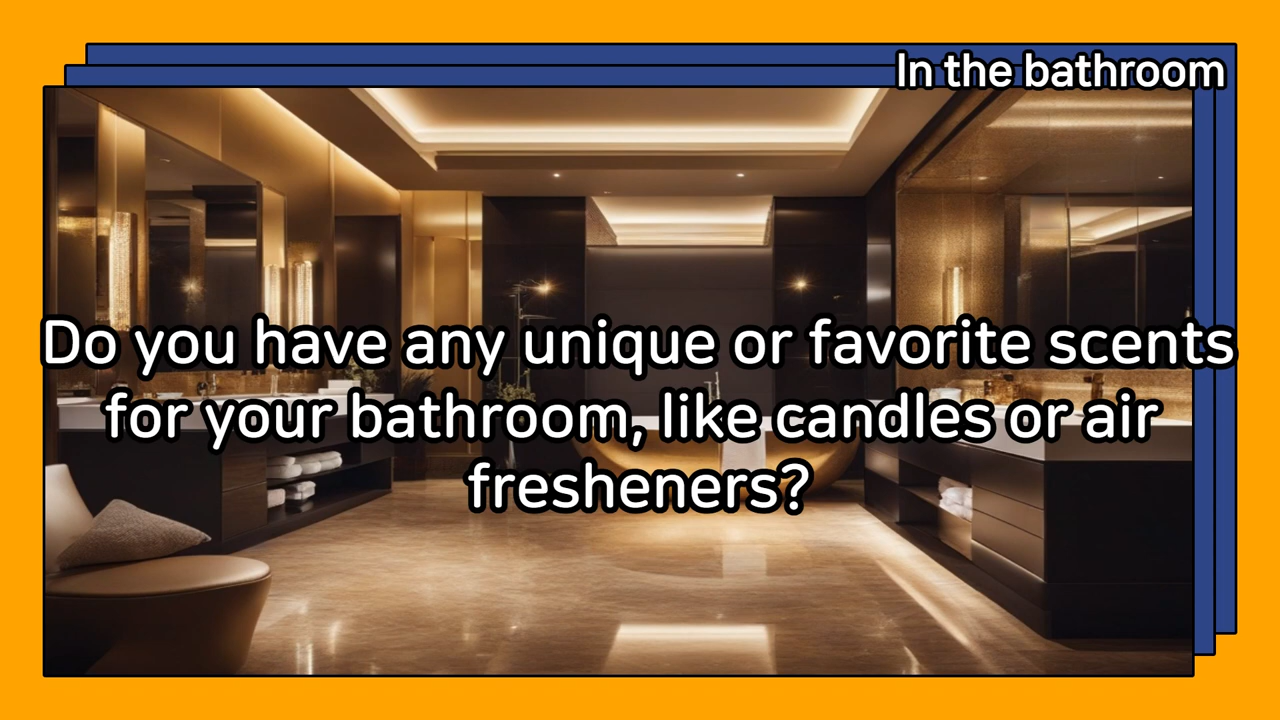 In the bathroom
Do you have any unique or favorite scents
for your bathroom, like candles or air
fresheners?